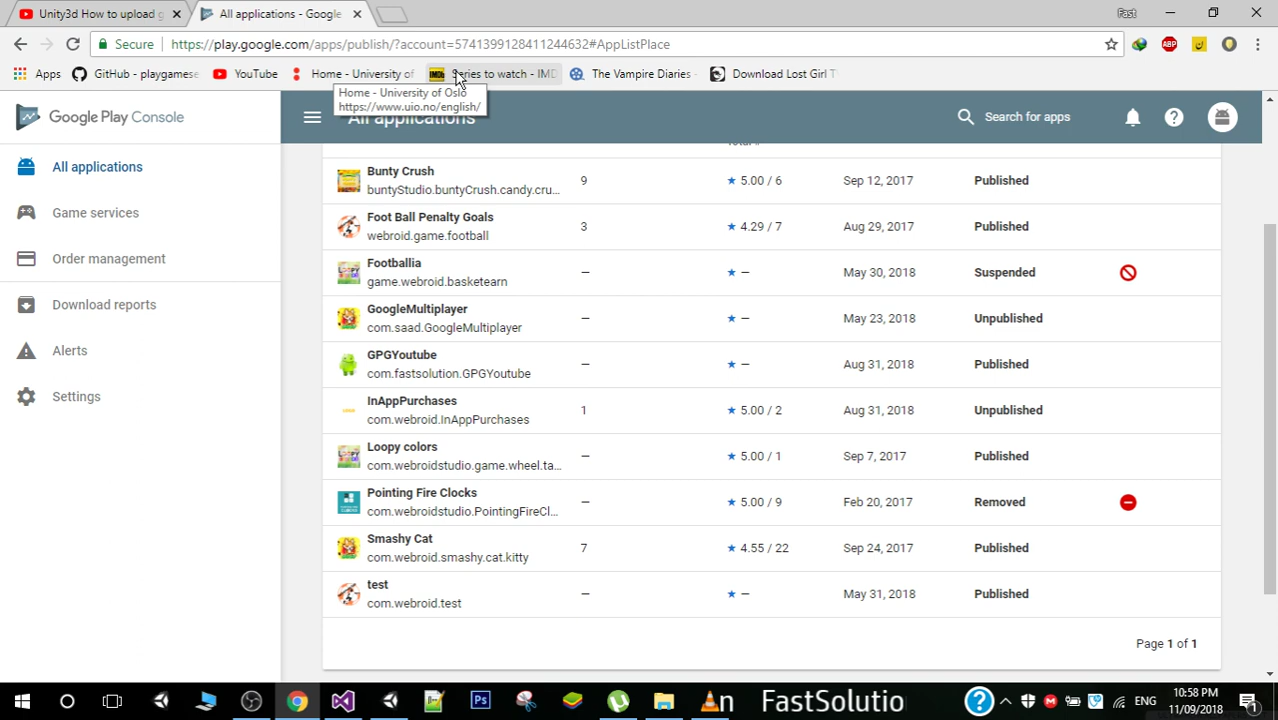 Unity3d How to upload g
All applications - Google
Fast
Secure
https://play.google.com/apps/publish/?account=5741399128411244632#AppListPlace
ABP
Apps
GitHub - playgamese
YouTube
Home - University of
IMDb
Series to watch - IMD
The Vampire Diaries -
Download Lost Girl T
Home - University of Oslo
https://www.uio.no/english/
Google Play Console
All applications
Search for apps
All applications
Game services
Order management
Download reports
Alerts
Settings
Bunty Crush
buntyStudio.buntyCrush.candy.cru...
9
★ 5.00 / 6
Sep 12, 2017
Published
Foot Ball Penalty Goals
webroid.game.football
3
★ 4.29 / 7
Aug 29, 2017
Published
Footballia
game.webroid.basketearn
–
★ –
May 30, 2018
Suspended
GoogleMultiplayer
com.saad.GoogleMultiplayer
–
★ –
May 23, 2018
Unpublished
GPGYoutube
com.fastsolution.GPGYoutube
–
★ –
Aug 31, 2018
Published
InAppPurchases
com.webroid.InAppPurchases
1
★ 5.00 / 2
Aug 31, 2018
Unpublished
Loopy colors
com.webroidstudio.game.wheel.ta...
–
★ 5.00 / 1
Sep 7, 2017
Published
Pointing Fire Clocks
com.webroidstudio.PointingFireCl...
–
★ 5.00 / 9
Feb 20, 2017
Removed
Smashy Cat
com.webroid.smashy.cat.kitty
7
★ 4.55 / 22
Sep 24, 2017
Published
test
com.webroid.test
–
★ –
May 31, 2018
Published
Page 1 of 1
Ps
FastSolutio
ENG
10:58 PM
11/09/2018
1